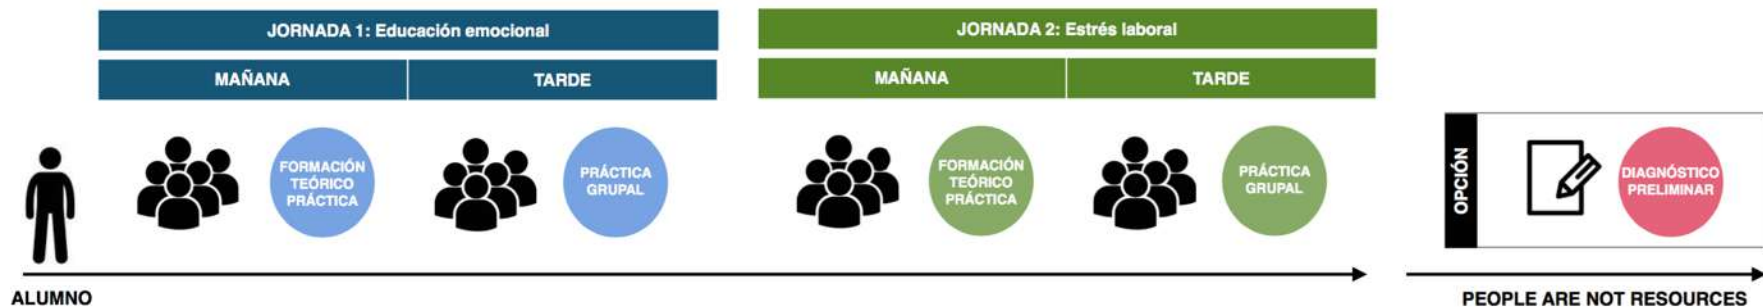 JORNADA 1: Educación emocional
MAÑANA
TARDE
FORMACIÓN
TEÓRICO
PRÁCTICA
PRÁCTICA
GRUPAL
JORNADA 2: Estrés laboral
MAÑANA
TARDE
FORMACIÓN
TEÓRICO
PRÁCTICA
PRÁCTICA
GRUPAL
OPCIÓN
DIAGNÓSTICO
PRELIMINAR
ALUMNO
PEOPLE ARE NOT RESOURCES